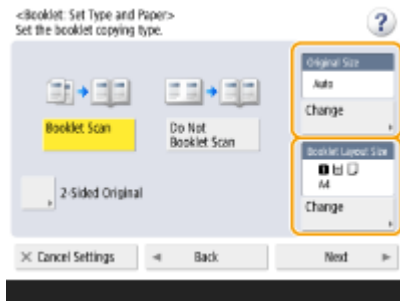 <Booklet: Set Type and Paper>
Set the booklet copying type.
?
Original Size
Auto
Change
Booklet Scan
Do Not
Booklet Scan
Booklet Layout Size
1
A4
2-Sided Original
Change
× Cancel Settings
Back
Next